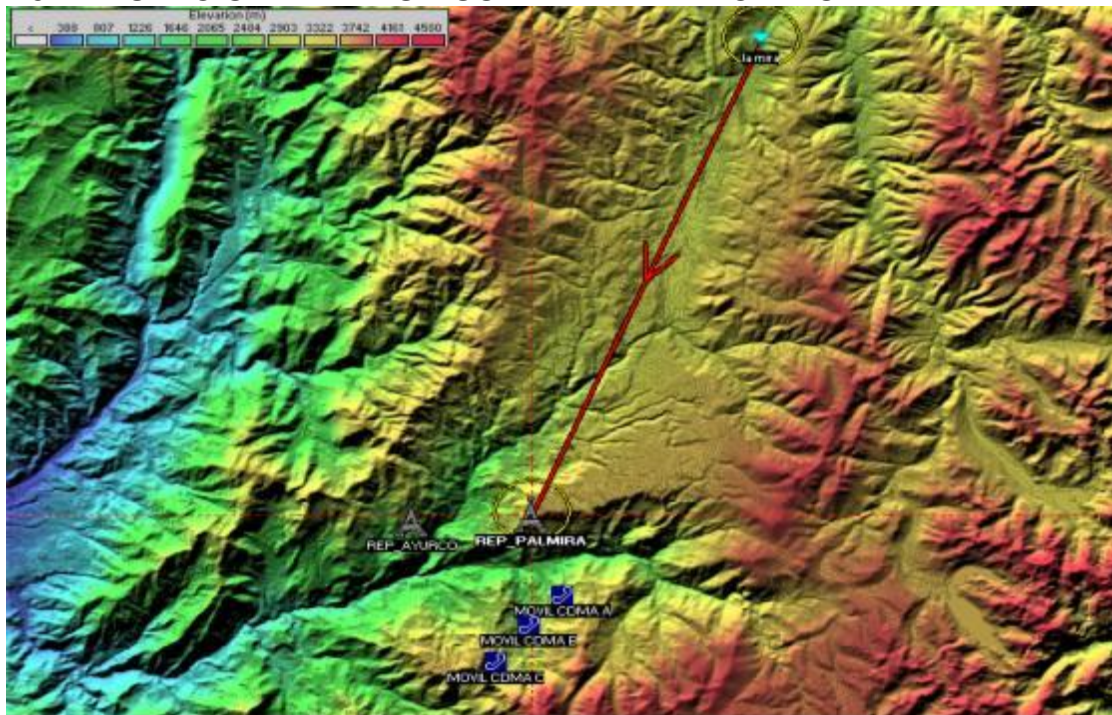 Elevation (m)
< 388 807 1226 1646 2065 2484 2903 3322 3742 4161 4580
la mira
REP_AYURCO
REP_PALMIRA
MOVIL CDMA A
MOVIL CDMA B
MOVIL CDMA C